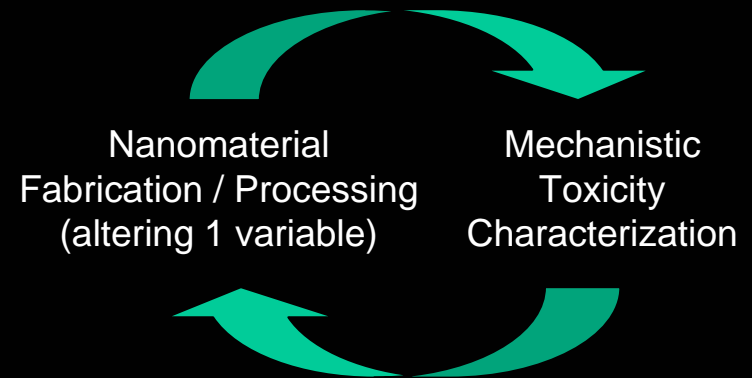 Nanomaterial
Fabrication / Processing
(altering 1 variable)
Mechanistic
Toxicity
Characterization